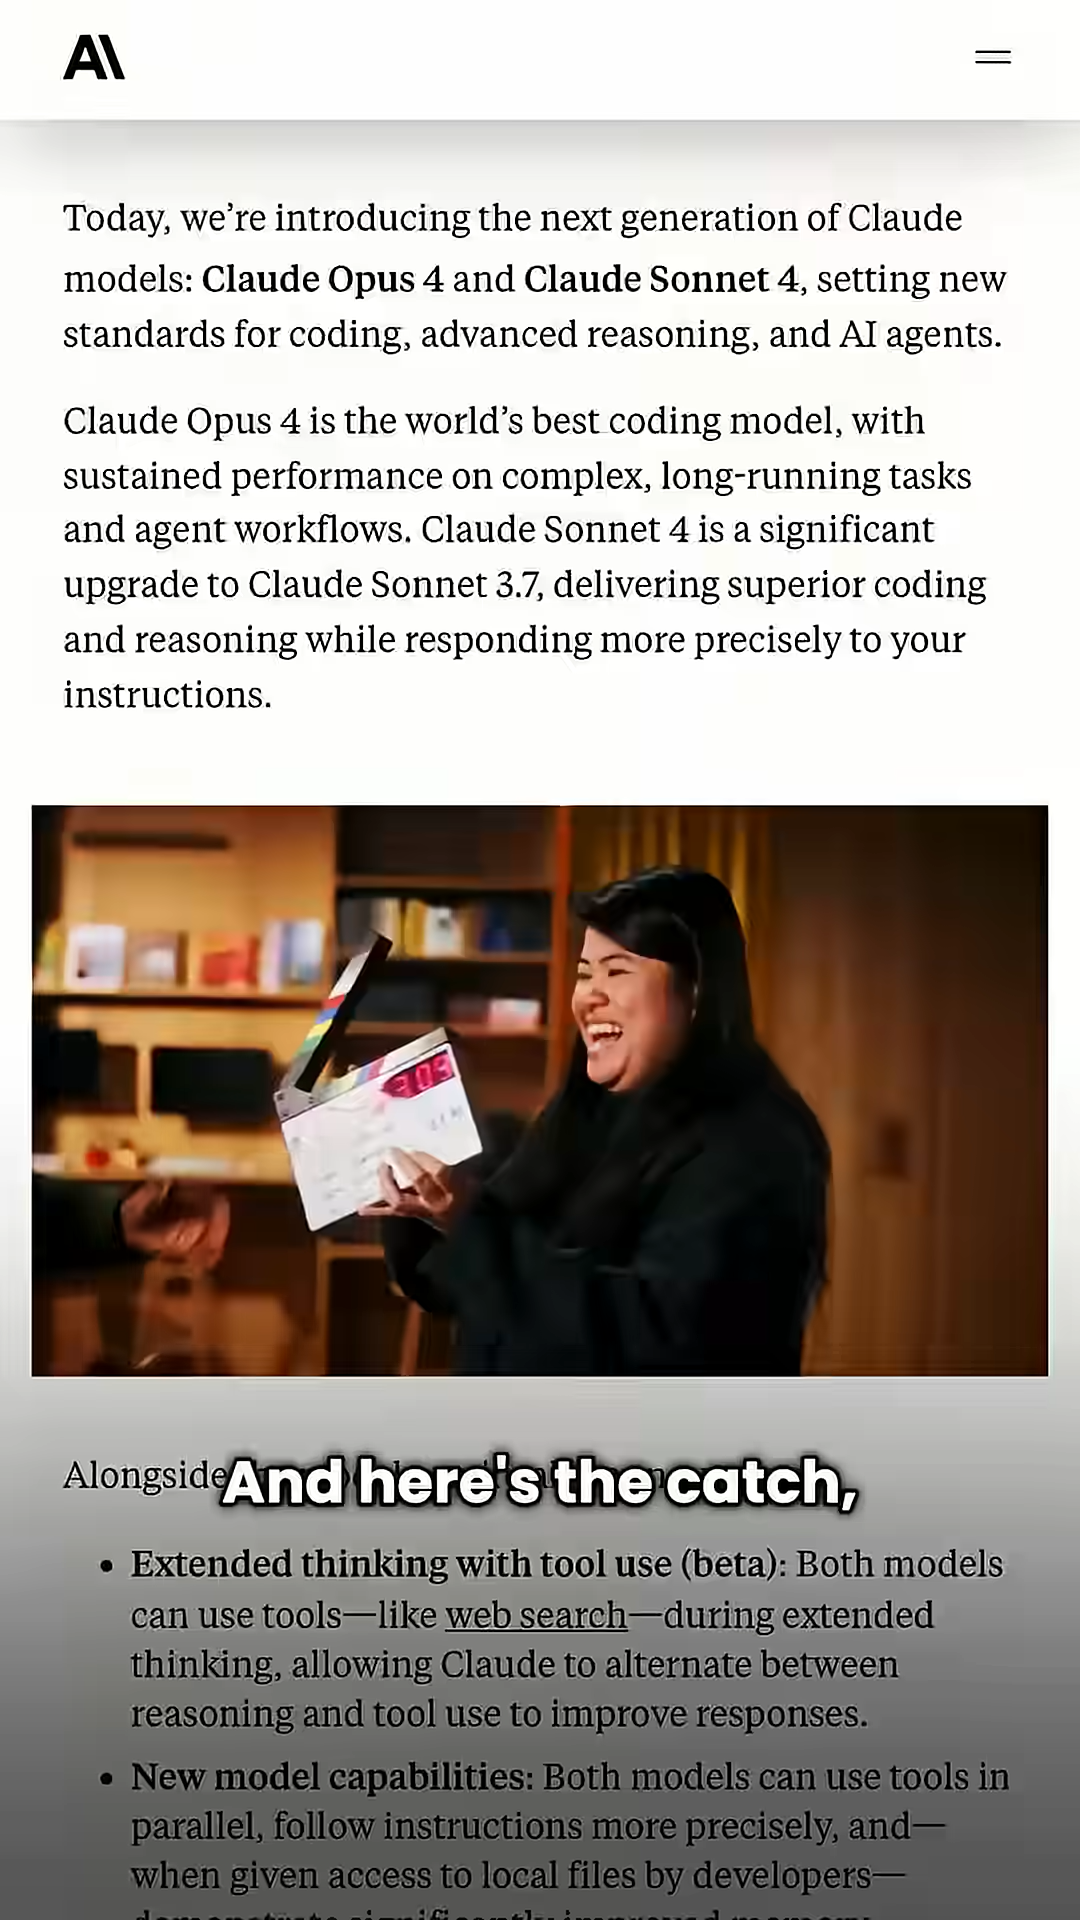 Today, we’re introducing the next generation of Claude
models: Claude Opus 4 and Claude Sonnet 4, setting new
standards for coding, advanced reasoning, and AI agents.
Claude Opus 4 is the world’s best coding model, with
sustained performance on complex, long-running tasks
and agent workflows. Claude Sonnet 4 is a significant
upgrade to Claude Sonnet 3.7, delivering superior coding
and reasoning while responding more precisely to your
instructions.
Alongside
And here's the catch,
• Extended thinking with tool use (beta): Both models
can use tools—like web search—during extended
thinking, allowing Claude to alternate between
reasoning and tool use to improve responses.
• New model capabilities: Both models can use tools in
parallel, follow instructions more precisely, and—
when given access to local files by developers—
demonstrate significantly improved memory